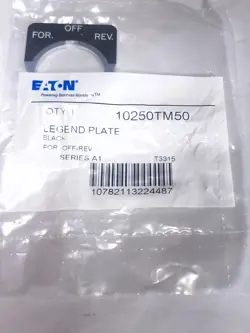 OFF
FOR. REV.
EATON
Powering Business Worldwide™
QTY 1 10250TM50
LEGEND PLATE
BLACK
FOR OFF-REV
SERIES A1 T3315
10782113224487